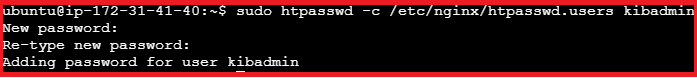 ubuntu@ip-172-31-41-40:~$ sudo htpasswd -c /etc/nginx/htpasswd.users kibadmin
New password:
Re-type new password:
Adding password for user kibadmin